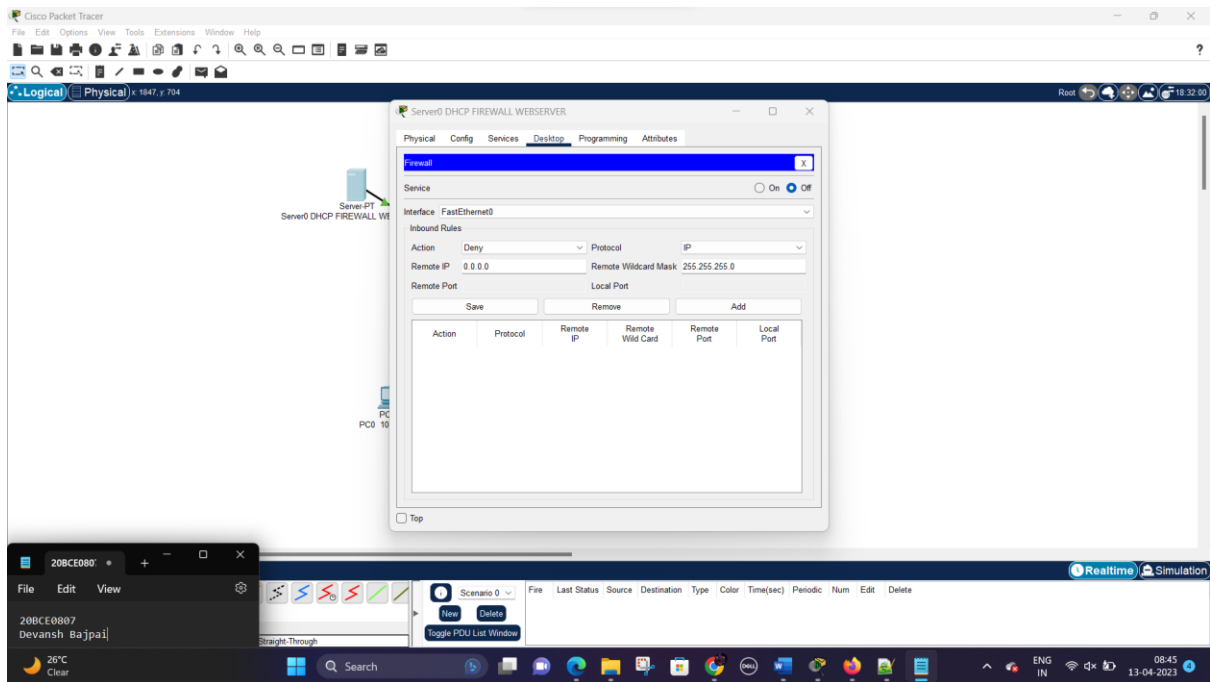 Cisco Packet Tracer
File Edit Options View Tools Extensions Window Help
?
Logical Physical x: 1847, y: 704 Root 18:32:00
Server-PT
Server0 DHCP FIREWALL WE
PC
PC0 10
Server0 DHCP FIREWALL WEBSERVER
Physical Config Services Desktop Programming Attributes
Firewall X
Service On Off
Interface FastEthernet0
Inbound Rules
Action Deny Protocol IP
Remote IP 0.0.0.0 Remote Wildcard Mask 255.255.255.0
Remote Port Local Port
Save Remove Add
Action Protocol Remote IP Remote Wild Card Remote Port Local Port
Top
Realtime Simulation
Scenario 0 Fire Last Status Source Destination Type Color Time(sec) Periodic Num Edit Delete
New Delete
Toggle PDU List Window
Straight-Through
20BCE080
File Edit View
20BCE0807
Devansh Bajpai
26°C
Clear
Search
DELL
ENG
IN
08:45
13-04-2023
4